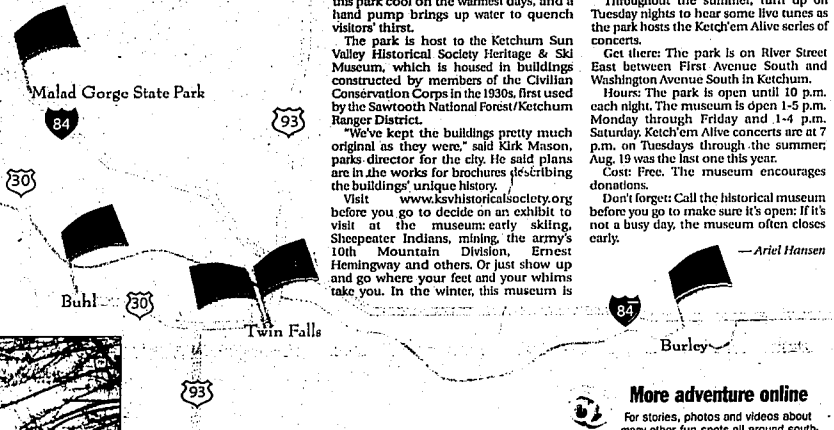 this park cool on the warmest days, and a
hand pump brings up water to quench
visitors' thirst.
The park is host to the Ketchum Sun
Valley Historical Society Heritage & Ski
Museum, which is housed in buildings
constructed by members of the Civilian
Conservation Corps in the 1930s, first used
by the Sawtooth National Forest/Ketchum
Ranger District.
"We've kept the buildings pretty much
original as they were," said Kirk Mason,
parks director for the city. He said plans
are in the works for brochures describing
the buildings' unique history.
Visit www.ksvhistoricalsociety.org
before you go to decide on an exhibit to
visit at the museum: early skiing,
Sheepeater Indians, mining, the army's
10th Mountain Division, Ernest
Hemingway and others. Or just show up
and go where your feet and your whims
take you. In the winter, this museum is
Throughout the summer, turn up on
Tuesday nights to hear some live tunes as
the park hosts the Ketch'em Alive series of
concerts.
Get there: The park is on River Street
East between First Avenue South and
Washington Avenue South in Ketchum.
Hours: The park is open until 10 p.m.
each night. The museum is open 1-5 p.m.
Monday through Friday and 1-4 p.m.
Saturday. Ketch'em Alive concerts are at 7
p.m. on Tuesdays through the summer;
Aug. 19 was the last one this year.
Cost: Free. The museum encourages
donations.
Don't forget: Call the historical museum
before you go to make sure it's open: If it's
not a busy day, the museum often closes
early.
— Ariel Hansen
Malad Gorge State Park
84
93
30
Buhl
30
Twin Falls
93
84
Burley
More adventure online
For stories, photos and videos about
many other fun spots all around south-